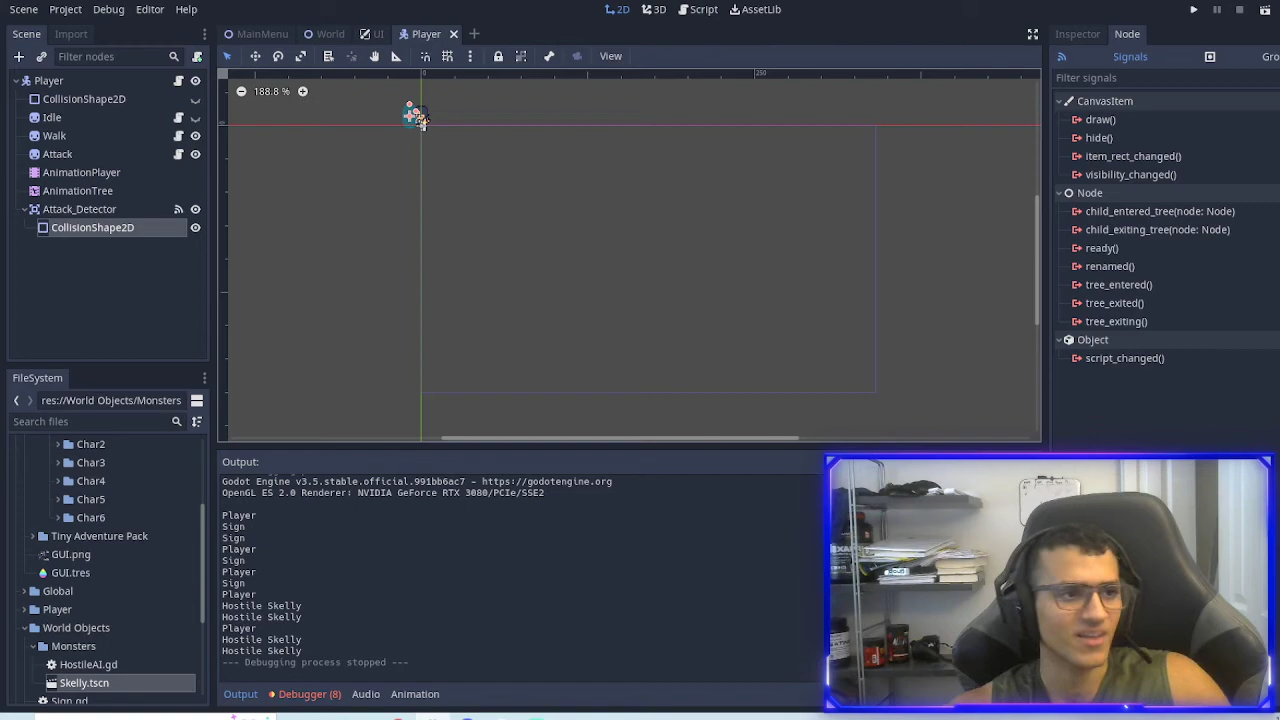 Scene Project Debug Editor Help
2D 3D Script AssetLib
Scene Import
MainMenu World UI Player
Inspector Node
Filter nodes
View
Signals Gro
188.8 %
0 250
Filter signals
Player
CollisionShape2D
Idle
Walk
Attack
AnimationPlayer
AnimationTree
Attack_Detector
CollisionShape2D
CanvasItem
draw()
hide()
item_rect_changed()
visibility_changed()
Node
child_entered_tree(node: Node)
child_exiting_tree(node: Node)
ready()
renamed()
tree_entered()
tree_exited()
tree_exiting()
Object
script_changed()
FileSystem
res://World Objects/Monsters
Search files
Char2
Char3
Char4
Char5
Char6
Tiny Adventure Pack
GUI.png
GUI.tres
Global
Player
World Objects
Monsters
HostileAI.gd
Skelly.tscn
Sign.gd
Output:
Godot Engine v3.5.stable.official.991bb6ac7 - https://godotengine.org
OpenGL ES 2.0 Renderer: NVIDIA GeForce RTX 3080/PCIe/SSE2
Player
Sign
Sign
Player
Sign
Player
Sign
Player
Hostile Skelly
Hostile Skelly
Player
Hostile Skelly
Hostile Skelly
--- Debugging process stopped ---
Output Debugger (8) Audio Animation